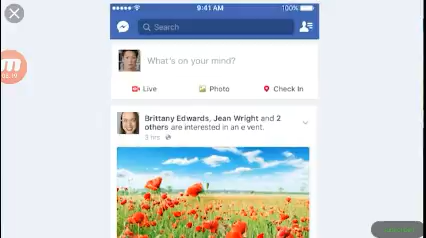 9:41 AM
100%
Search
What's on your mind?
Live
Photo
Check In
Brittany Edwards, Jean Wright and 2
others are interested in an event.
3 hrs